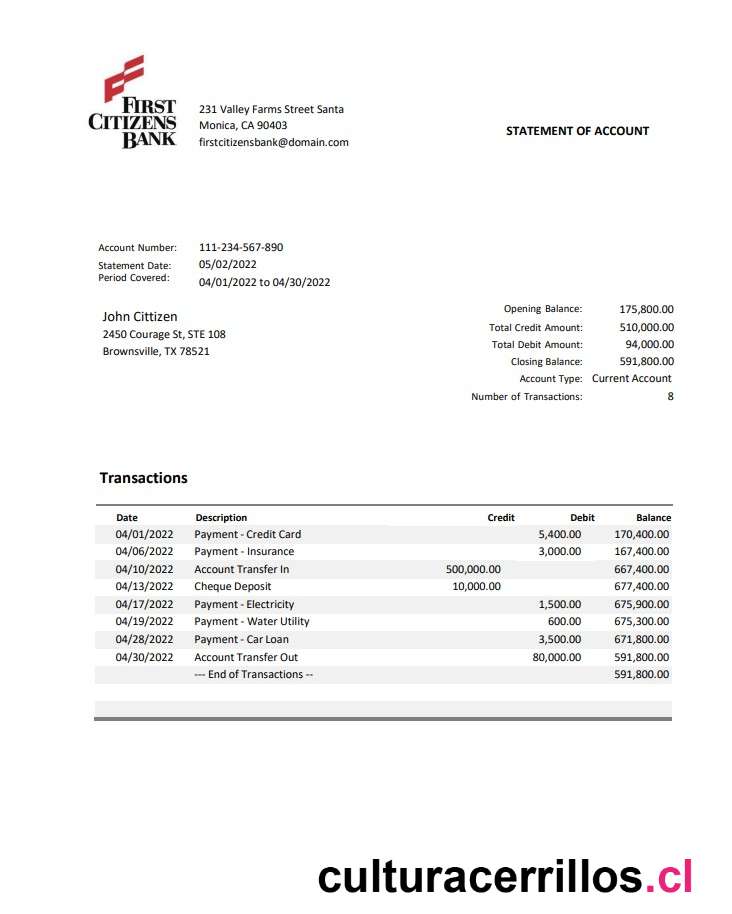 FIRST
CITIZENS
BANK
231 Valley Farms Street Santa
Monica, CA 90403
firstcitizensbank@domain.com
STATEMENT OF ACCOUNT
Account Number: 111-234-567-890
Statement Date: 05/02/2022
Period Covered: 04/01/2022 to 04/30/2022
John Cittizen
2450 Courage St, STE 108
Brownsville, TX 78521
Opening Balance: 175,800.00
Total Credit Amount: 510,000.00
Total Debit Amount: 94,000.00
Closing Balance: 591,800.00
Account Type: Current Account
Number of Transactions: 8
Transactions
Date Description Credit Debit Balance
04/01/2022 Payment - Credit Card 5,400.00 170,400.00
04/06/2022 Payment - Insurance 3,000.00 167,400.00
04/10/2022 Account Transfer In 500,000.00 667,400.00
04/13/2022 Cheque Deposit 10,000.00 677,400.00
04/17/2022 Payment - Electricity 1,500.00 675,900.00
04/19/2022 Payment - Water Utility 600.00 675,300.00
04/28/2022 Payment - Car Loan 3,500.00 671,800.00
04/30/2022 Account Transfer Out 80,000.00 591,800.00
--- End of Transactions -- 591,800.00
culturacerrillos.cl